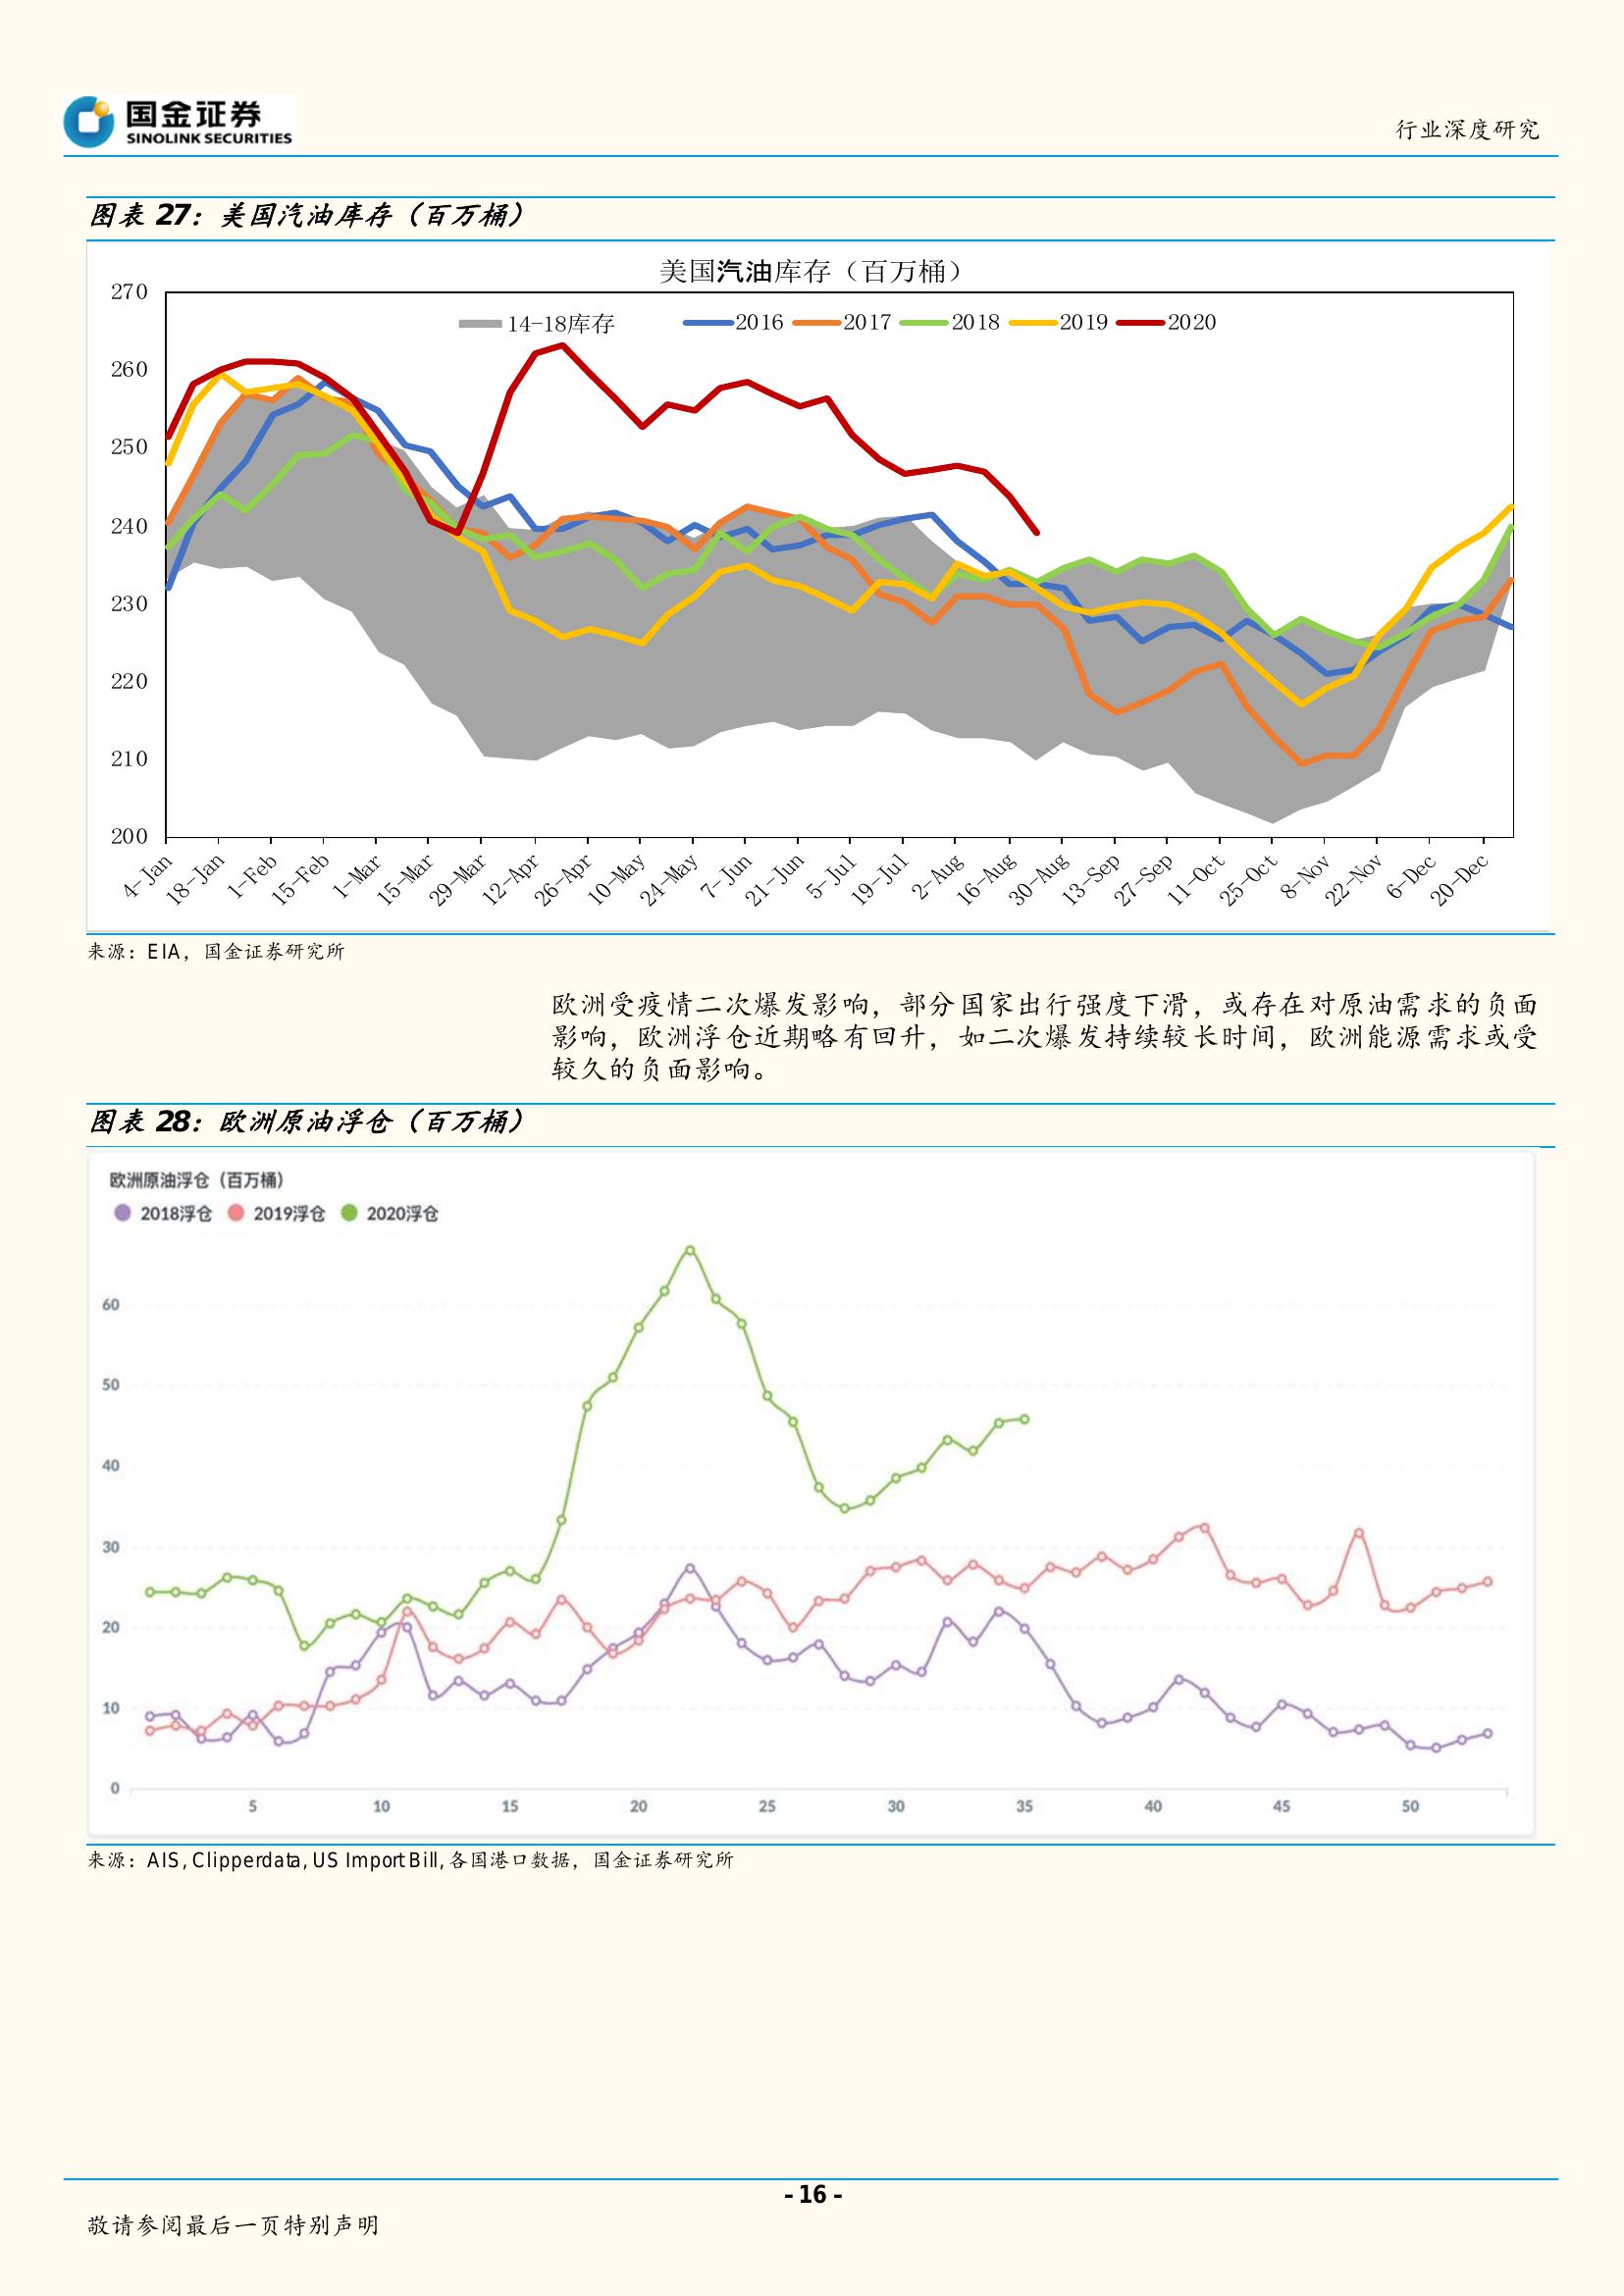 国金证券
SINOLINK SECURITIES
行业深度研究
图表 27：美国汽油库存（百万桶）
美国汽油库存（百万桶）
14-18库存 2016 2017 2018 2019 2020
270
260
250
240
230
220
210
200
4-Jan 18-Jan 1-Feb 15-Feb 1-Mar 15-Mar 29-Mar 12-Apr 26-Apr 10-May 24-May 7-Jun 21-Jun 5-Jul 19-Jul 2-Aug 16-Aug 30-Aug 13-Sep 27-Sep 11-Oct 25-Oct 8-Nov 22-Nov 6-Dec 20-Dec
来源：EIA，国金证券研究所
欧洲受疫情二次爆发影响，部分国家出行强度下滑，或存在对原油需求的负面
影响，欧洲浮仓近期略有回升，如二次爆发持续较长时间，欧洲能源需求或受
较久的负面影响。
图表 28：欧洲原油浮仓（百万桶）
欧洲原油浮仓（百万桶）
2018浮仓 2019浮仓 2020浮仓
60
50
40
30
20
10
0
5 10 15 20 25 30 35 40 45 50
来源：AIS, Clipperdata, US Import Bill, 各国港口数据，国金证券研究所
- 16 -
敬请参阅最后一页特别声明